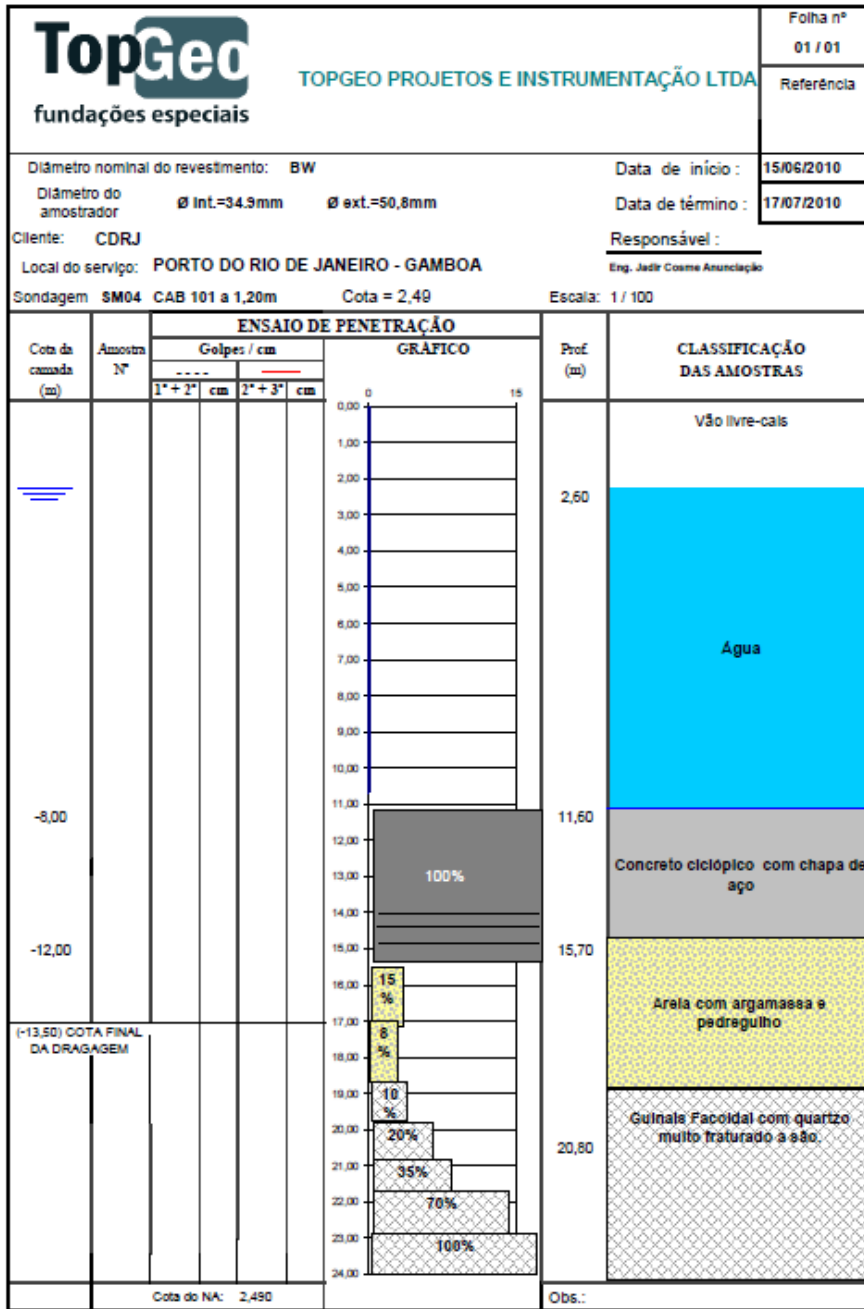 TopGeo
fundações especiais
TOPGEO PROJETOS E INSTRUMENTAÇÃO LTDA
Folha nº
01 / 01
Referência
Diâmetro nominal do revestimento: BW
Data de início : 15/06/2010
Diâmetro do amostrador Ø Int.=34.9mm Ø ext.=50,8mm
Data de término : 17/07/2010
Cliente: CDRJ
Responsável :
Local do serviço: PORTO DO RIO DE JANEIRO - GAMBOA
Eng. Jadir Cosme Anunciação
Sondagem SM04 CAB 101 a 1,20m Cota = 2,49 Escala: 1 / 100
Cota da camada (m)
Amostra Nº
ENSAIO DE PENETRAÇÃO
Golpes / cm
GRÁFICO
1ª + 2ª cm 2ª + 3ª cm
Prof. (m)
CLASSIFICAÇÃO
DAS AMOSTRAS
0 15
0,00
Vão livre-cais
1,00
2,00
2,60
3,00
4,00
5,00
6,00
7,00
Água
8,00
9,00
10,00
11,00
-8,00
11,60
12,00
13,00
100%
Concreto ciclópico com chapa de
aço
14,00
15,00
-12,00
15,70
16,00
15
%
Areia com argamassa e
pedregulho
17,00
(-13,50) COTA FINAL
DA DRAGAGEM
8
%
18,00
19,00
10
%
Guinais Facoidal com quartzo
muito fraturado a são.
20,00
20%
20,80
21,00
35%
22,00
70%
23,00
100%
24,00
Cota do NA: 2,490
Obs.: